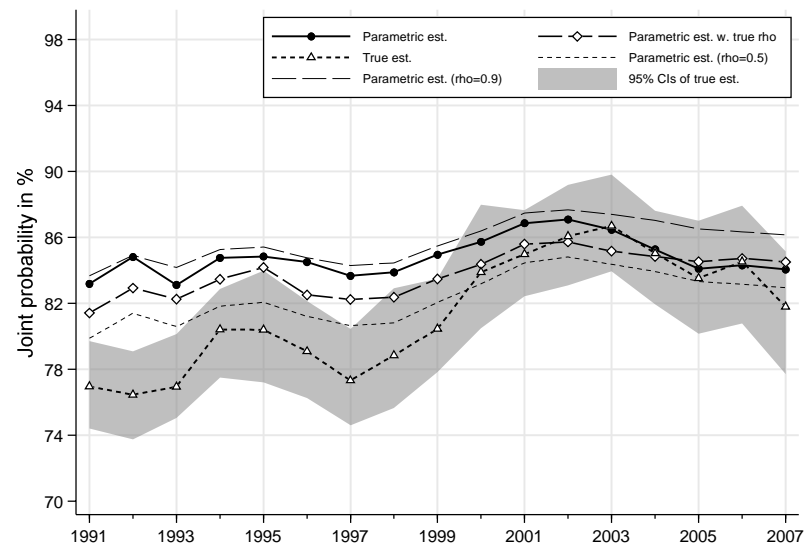 98
94
90
86
82
78
74
70
Joint probability in %
Parametric est.
True est.
Parametric est. (rho=0.9)
Parametric est. w. true rho
Parametric est. (rho=0.5)
95% CIs of true est.
1991 1993 1995 1997 1999 2001 2003 2005 2007